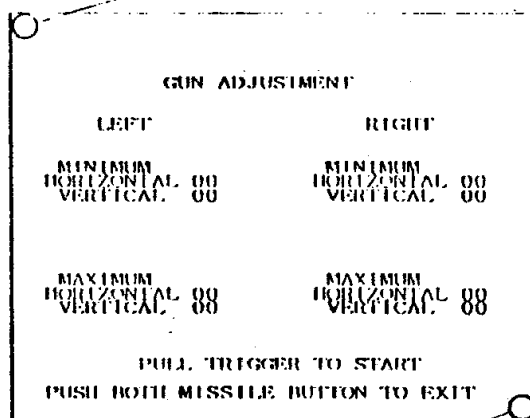 GUN ADJUSTMENT
LEFT RIGHT
MINIMUM MINIMUM
HORIZONTAL 00 HORIZONTAL 00
VERTICAL 00 VERTICAL 00
MAXIMUM MAXIMUM
HORIZONTAL 00 HORIZONTAL 00
VERTICAL 00 VERTICAL 00
PULL TRIGGER TO START
PUSH BOTH MISSILE BUTTON TO EXIT